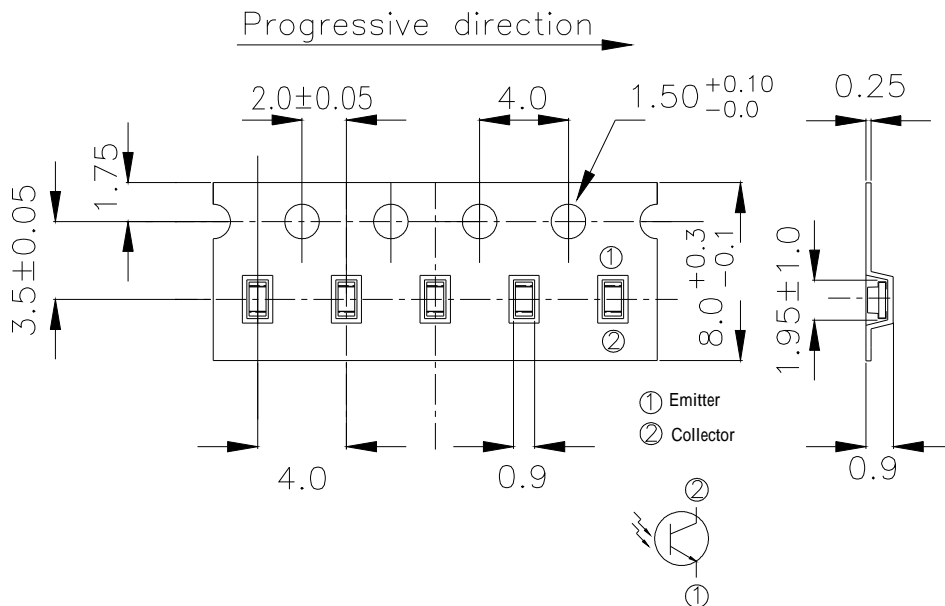 Progressive direction
2.0±0.05
4.0
1.50 +0.10 -0.0
0.25
1.75
3.5±0.05
①
②
8.0 +0.3 -0.1
1.95±1.0
① Emitter
② Collector
4.0
0.9
0.9
②
①